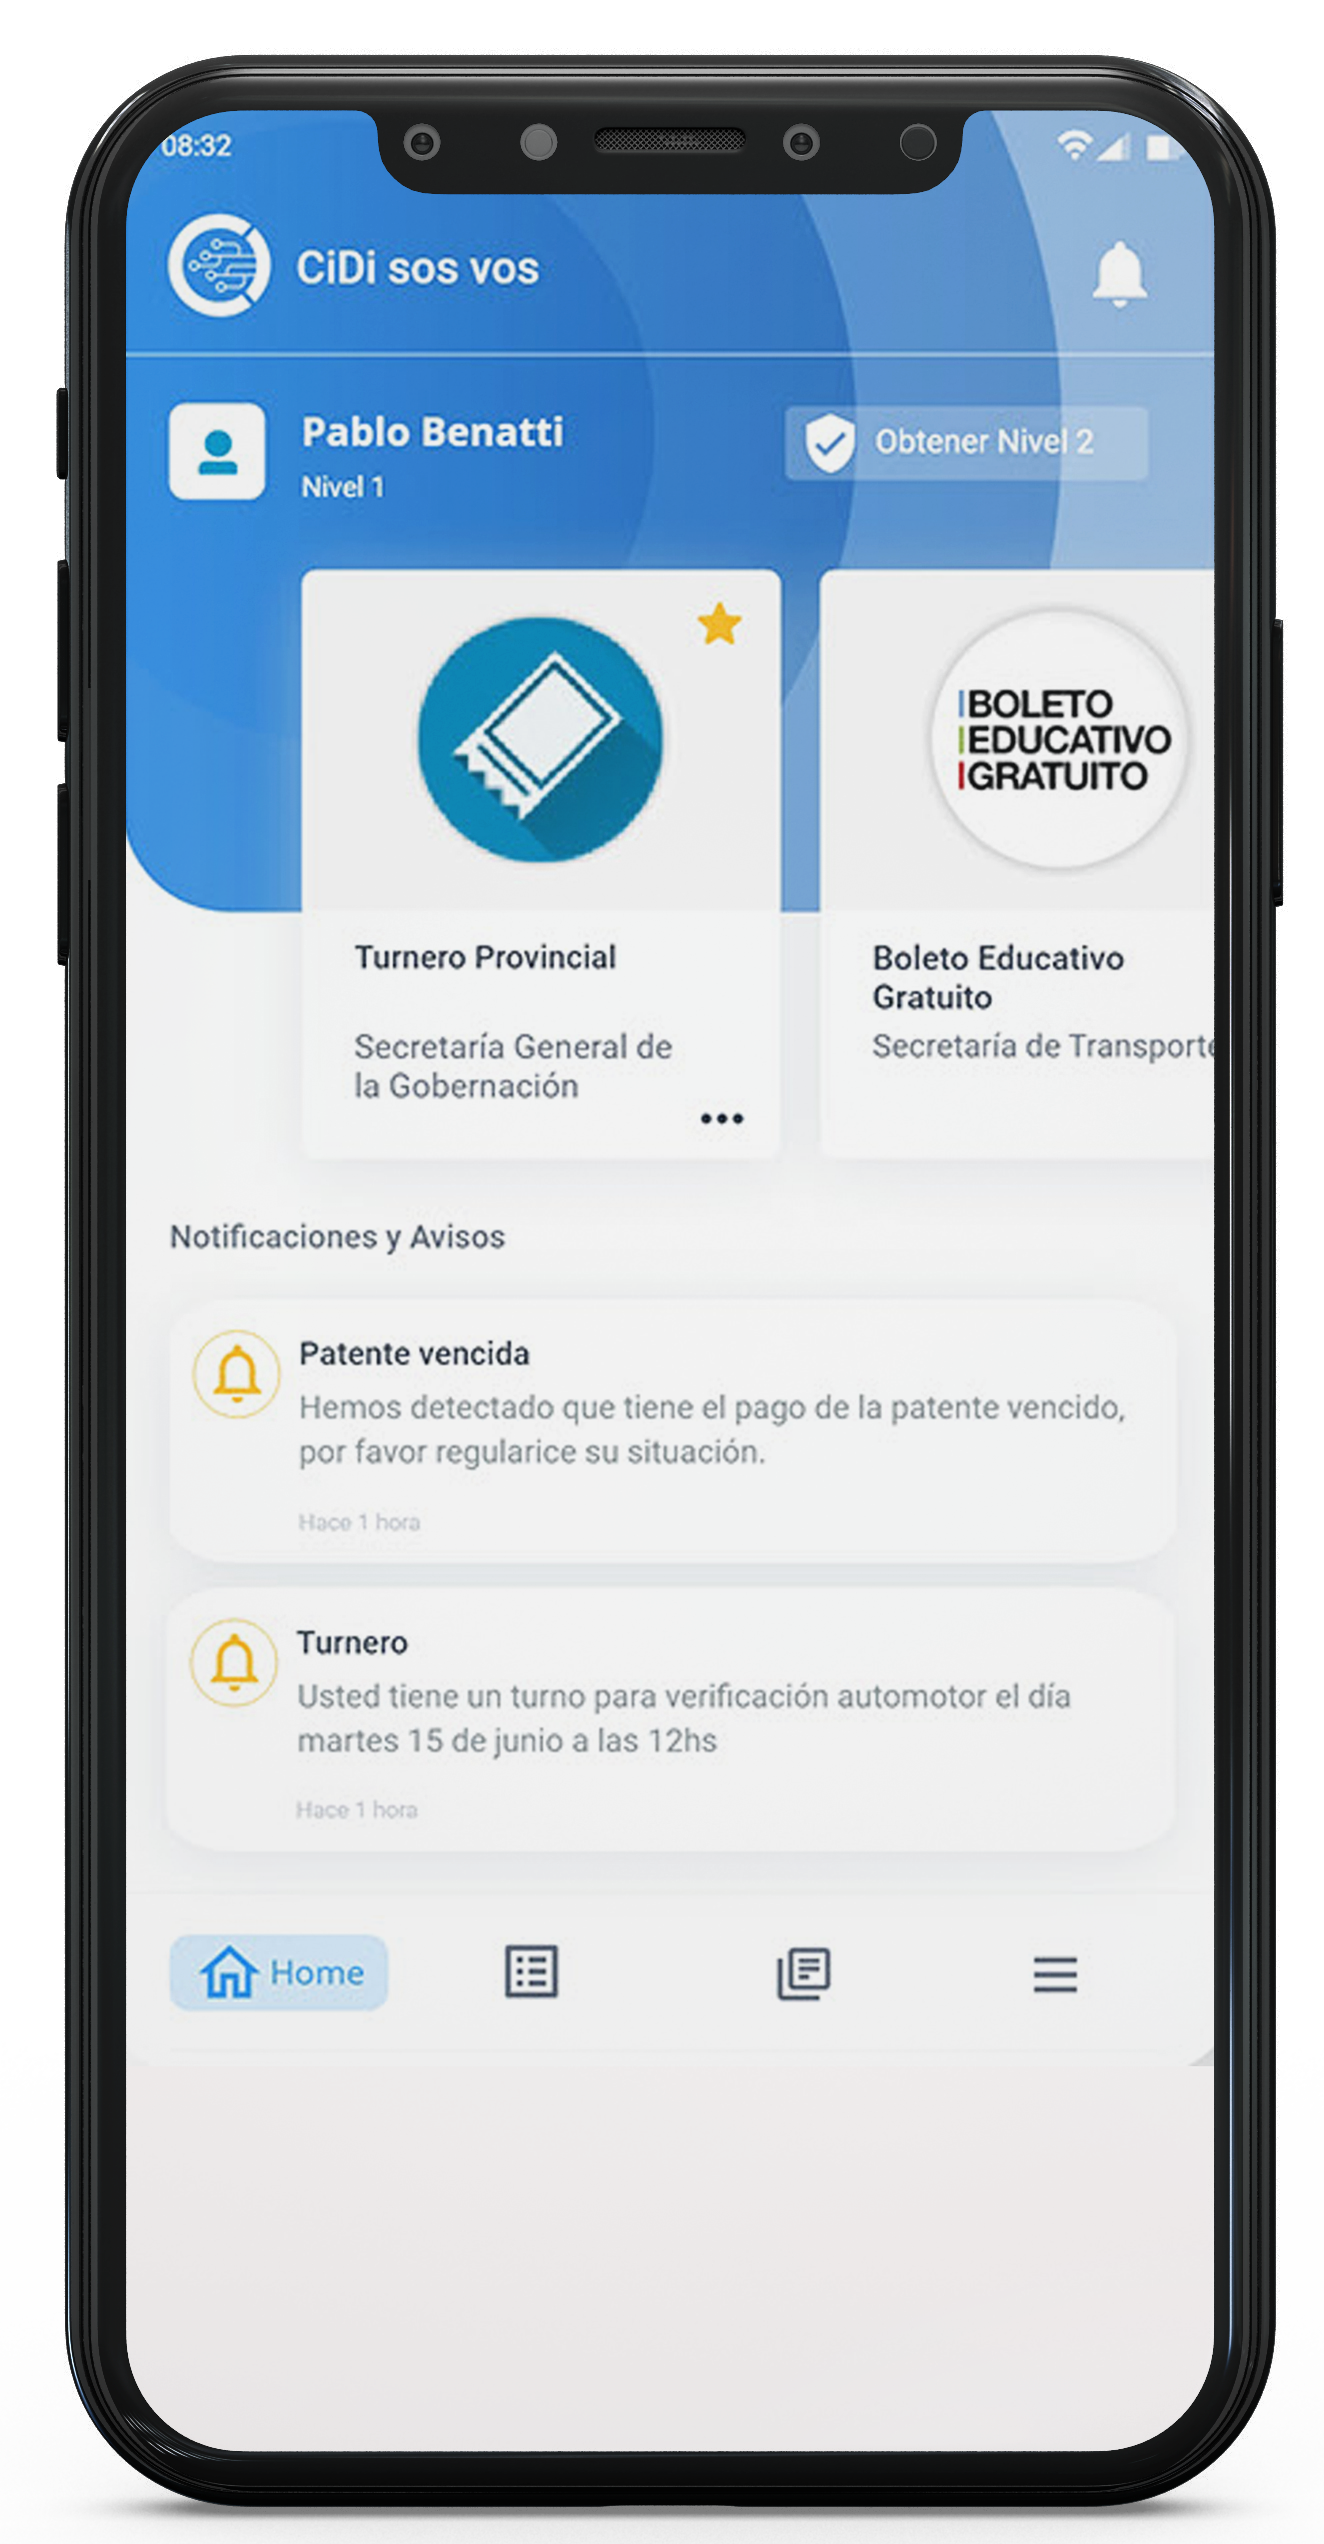 08:32
CiDi sos vos
Pablo Benatti
Nivel 1
Obtener Nivel 2
BOLETO
EDUCATIVO
GRATUITO
Turnero Provincial
Secretaría General de
la Gobernación
Boleto Educativo
Gratuito
Secretaría de Transporte
Notificaciones y Avisos
Patente vencida
Hemos detectado que tiene el pago de la patente vencido,
por favor regularice su situación.
Hace 1 hora
Turnero
Usted tiene un turno para verificación automotor el día
martes 15 de junio a las 12hs
Hace 1 hora
Home